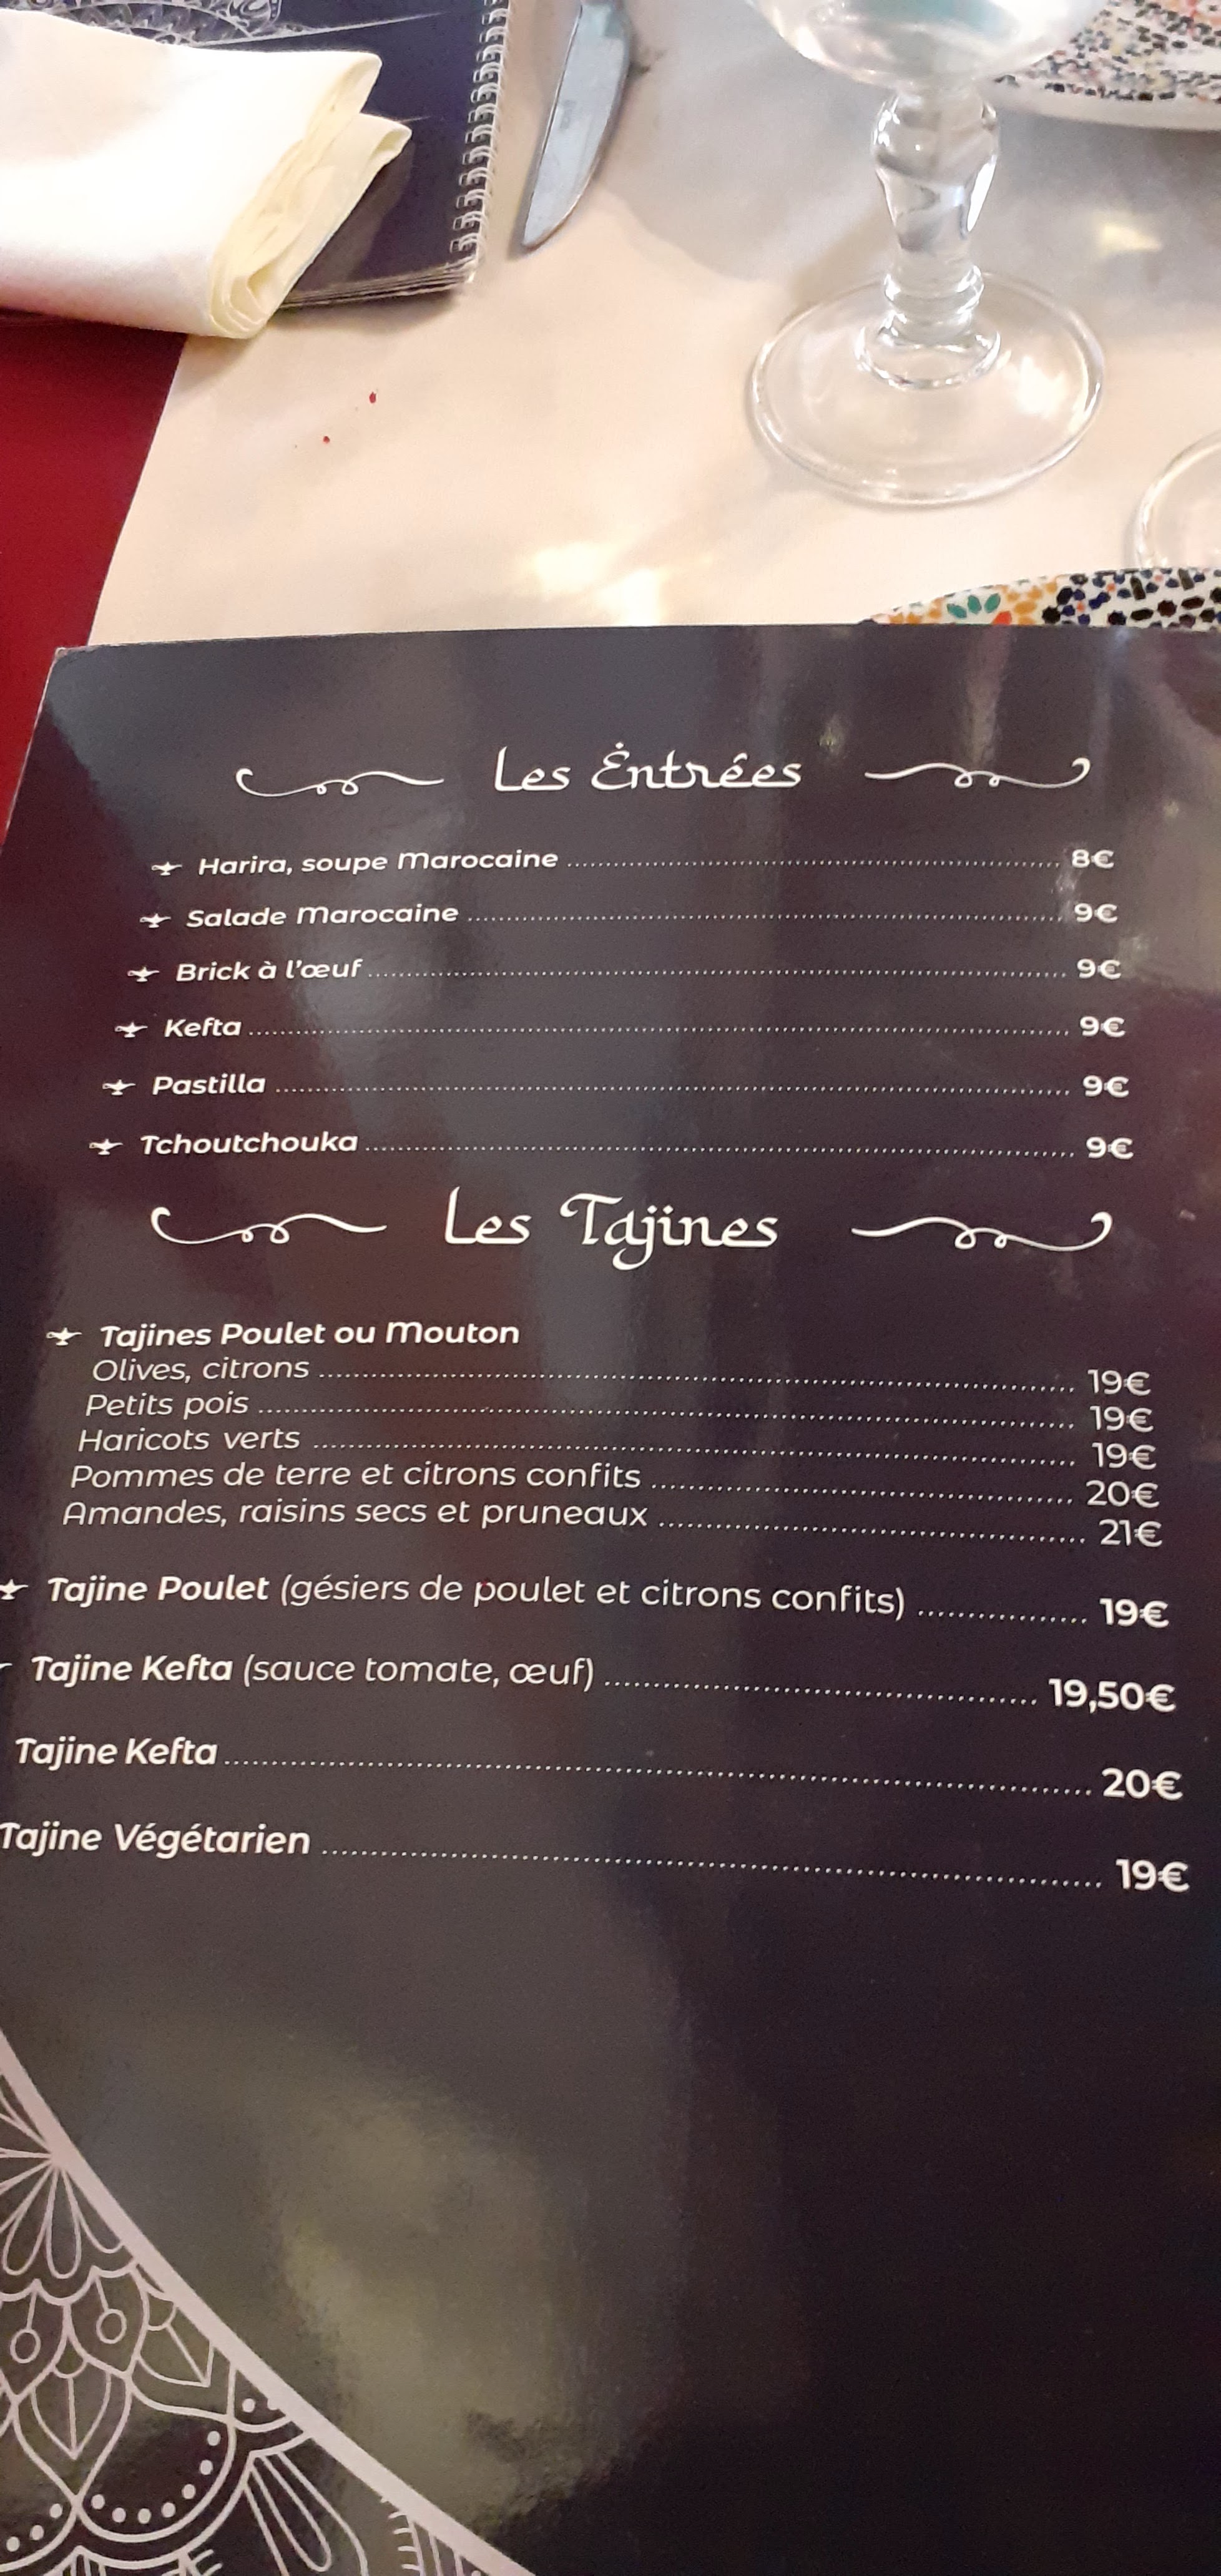 Les Entrées
Harira, soupe Marocaine ........ 8€
Salade Marocaine ........ 9€
Brick à l'œuf ........ 9€
Kefta ........ 9€
Pastilla ........ 9€
Tchoutchouka ........ 9€
Les Tajines
Tajines Poulet ou Mouton
Olives, citrons ........ 19€
Petits pois ........ 19€
Haricots verts ........ 19€
Pommes de terre et citrons confits ........ 20€
Amandes, raisins secs et pruneaux ........ 21€
Tajine Poulet (gésiers de poulet et citrons confits) ........ 19€
Tajine Kefta (sauce tomate, œuf) ........ 19,50€
Tajine Kefta ........ 20€
Tajine Végétarien ........ 19€